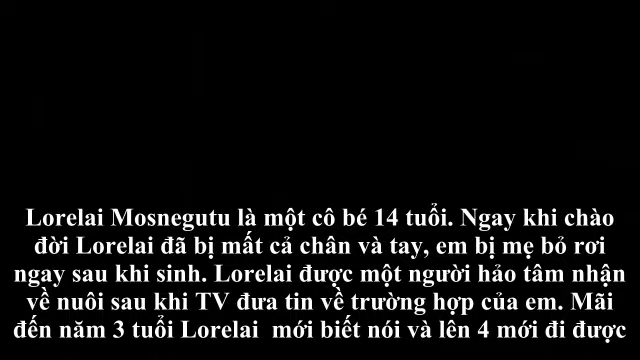 Lorelai Mosnegutu là một cô bé 14 tuổi. Ngay khi chào
đời Lorelai đã bị mất cả chân và tay, em bị mẹ bỏ rơi
ngay sau khi sinh. Lorelai được một người hảo tâm nhận
về nuôi sau khi TV đưa tin về trường hợp của em. Mãi
đến năm 3 tuổi Lorelai mới biết nói và lên 4 mới đi được